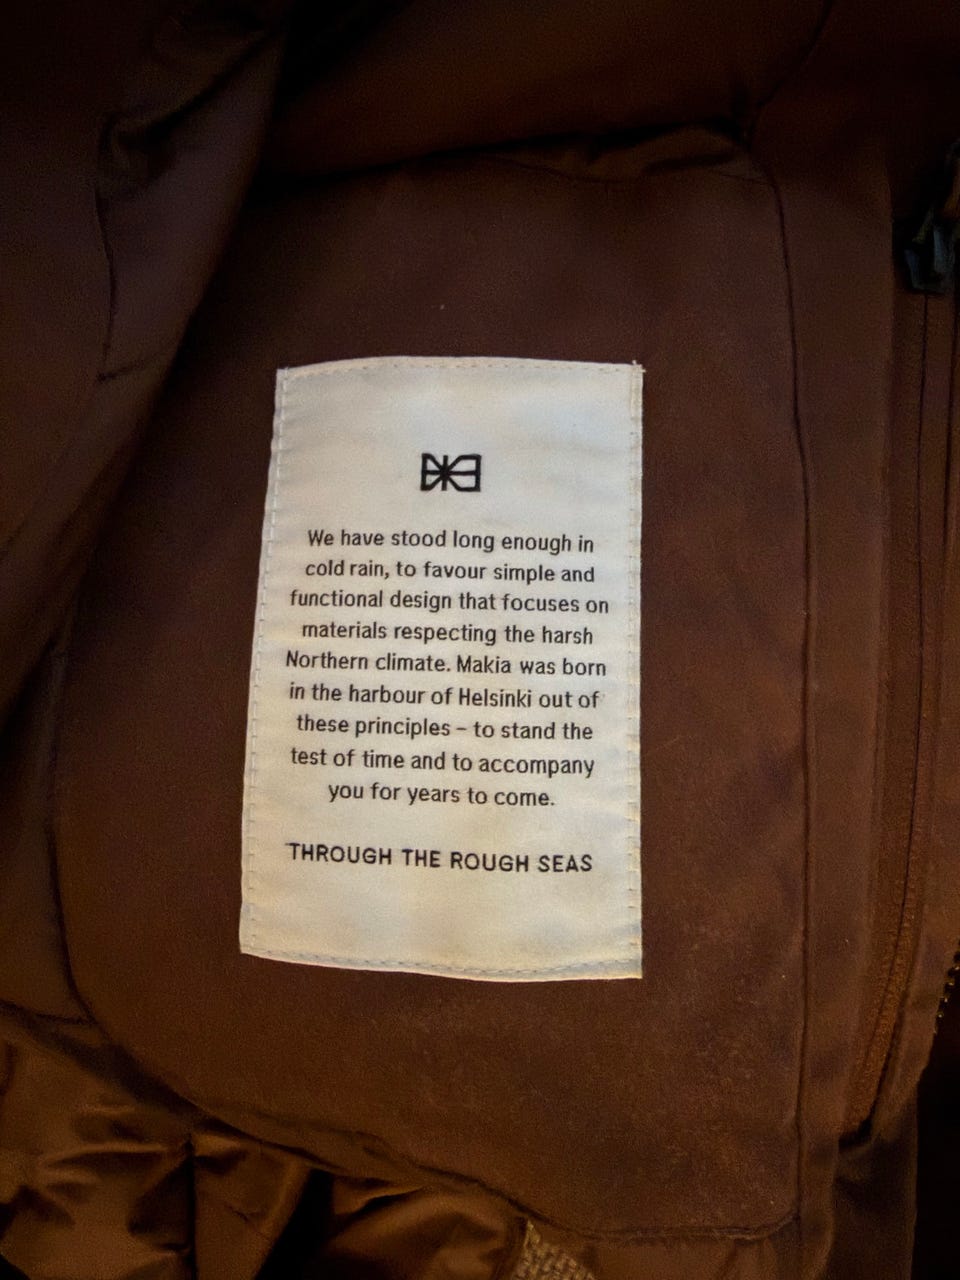 We have stood long enough in
cold rain, to favour simple and
functional design that focuses on
materials respecting the harsh
Northern climate. Makia was born
in the harbour of Helsinki out of
these principles – to stand the
test of time and to accompany
you for years to come.
THROUGH THE ROUGH SEAS